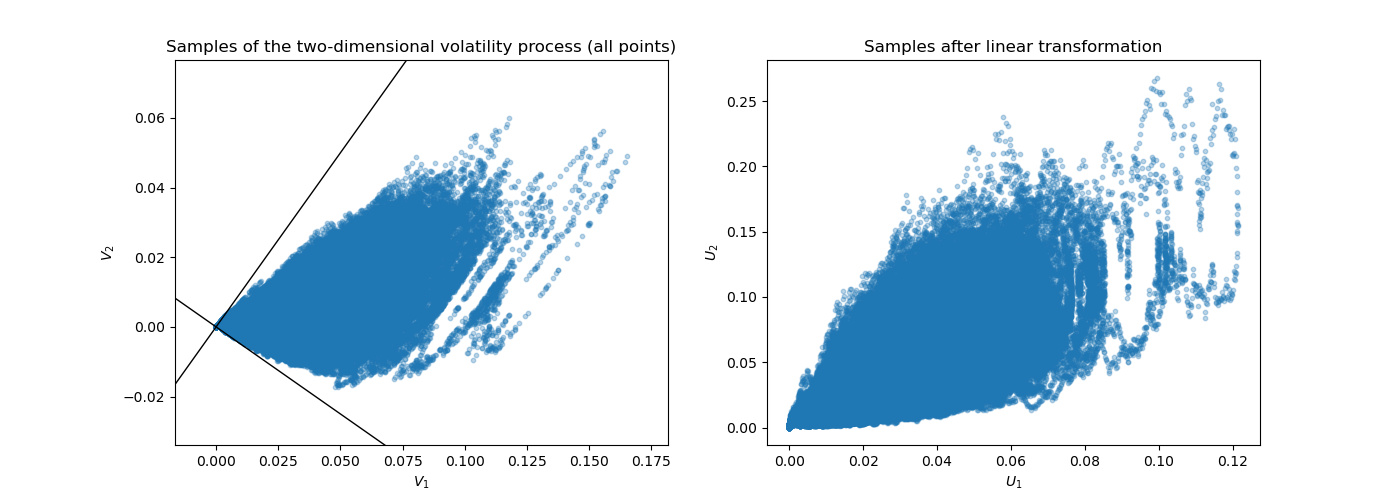 Samples of the two-dimensional volatility process (all points)
V₂
0.06
0.04
0.02
0.00
−0.02
0.000 0.025 0.050 0.075 0.100 0.125 0.150 0.175
V₁
Samples after linear transformation
U₂
0.25
0.20
0.15
0.10
0.05
0.00
0.00 0.02 0.04 0.06 0.08 0.10 0.12
U₁